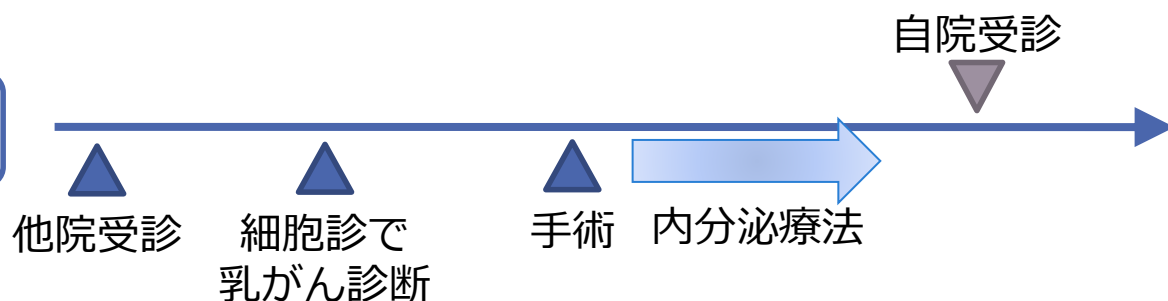 自院受診
他院受診
細胞診で
乳がん診断
手術
内分泌療法